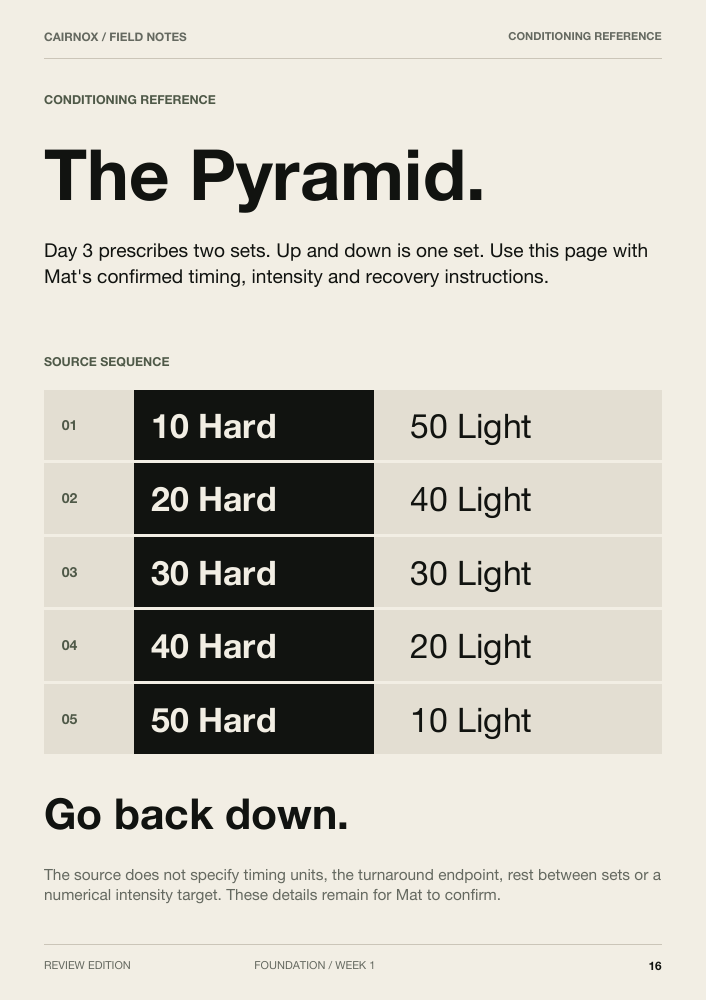 CAIRNOX / FIELD NOTES
CONDITIONING REFERENCE
CONDITIONING REFERENCE
The Pyramid.
Day 3 prescribes two sets. Up and down is one set. Use this page with
Mat's confirmed timing, intensity and recovery instructions.
SOURCE SEQUENCE
01 10 Hard 50 Light
02 20 Hard 40 Light
03 30 Hard 30 Light
04 40 Hard 20 Light
05 50 Hard 10 Light
Go back down.
The source does not specify timing units, the turnaround endpoint, rest between sets or a
numerical intensity target. These details remain for Mat to confirm.
REVIEW EDITION FOUNDATION / WEEK 1 16